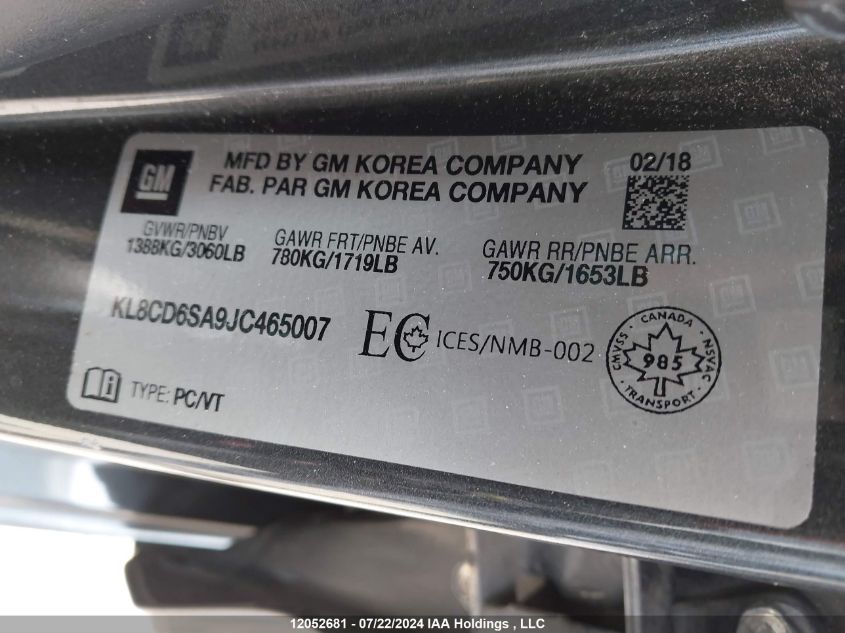 GM
MFD BY GM KOREA COMPANY
FAB. PAR GM KOREA COMPANY
02/18
GVWR/PNBV
1388KG/3060LB
GAWR FRT/PNBE AV.
780KG/1719LB
GAWR RR/PNBE ARR.
750KG/1653LB
KL8CD6SA9JC465007
EC ICES/NMB-002
CANADA
CMVSS
985
NSVAC
TRANSPORT
TYPE: PC/VT
12052681 - 07/22/2024 IAA Holdings , LLC